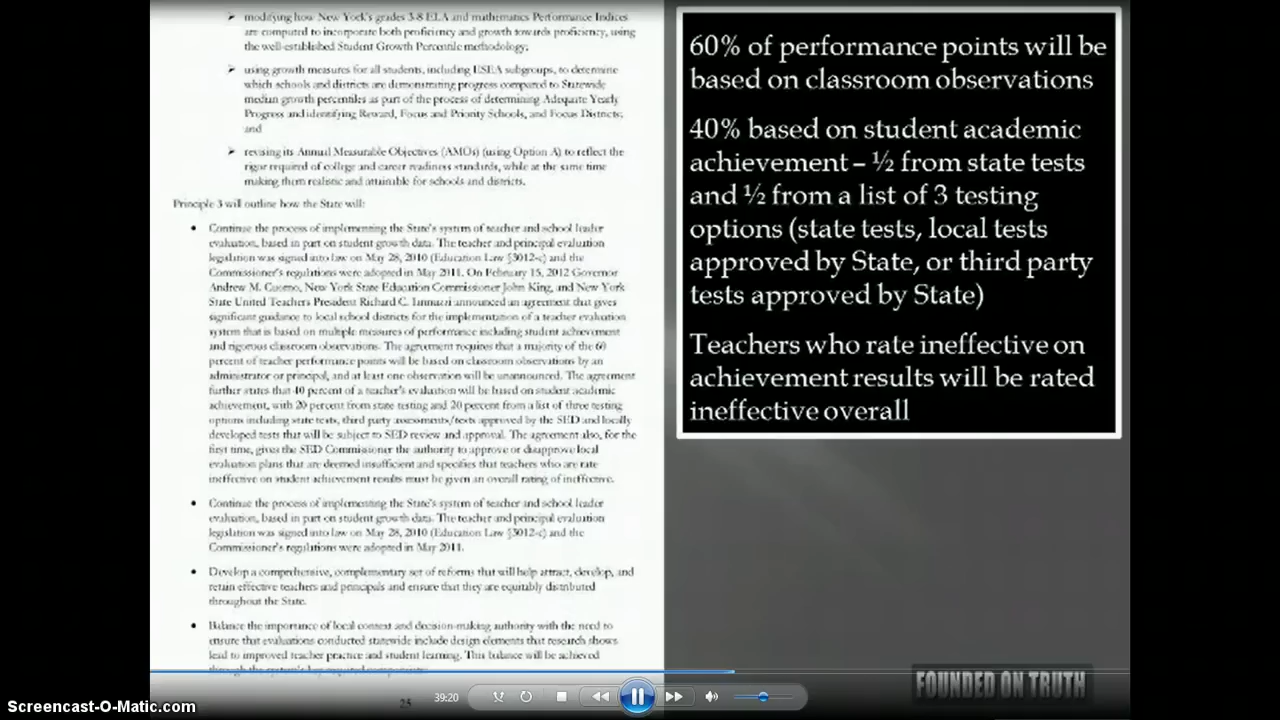 ➤ modifying how New York's grades 3-8 ELA and mathematics Performance Indices
are computed to incorporate both proficiency and growth towards proficiency, using
the well-established Student Growth Percentile methodology;
➤ using growth measures for all students, including ESEA subgroups, to determine
which schools and districts are demonstrating progress compared to Statewide
median growth percentiles as part of the process of determining Adequate Yearly
Progress and identifying Reward, Focus and Priority Schools, and Focus Districts;
and
➤ revising its Annual Measurable Objectives (AMOs) (using Option A) to reflect the
rigor required of college and career readiness standards, while at the same time
making them realistic and attainable for schools and districts.
Principle 3 will outline how the State will:
• Continue the process of implementing the State's system of teacher and school leader
evaluation, based in part on student growth data. The teacher and principal evaluation
legislation was signed into law on May 28, 2010 (Education Law §3012-c) and the
Commissioner's regulations were adopted in May 2011. On February 15, 2012 Governor
Andrew M. Cuomo, New York State Education Commissioner John King, and New York
State United Teachers President Richard C. Iannuzzi announced an agreement that gives
significant guidance to local school districts for the implementation of a teacher evaluation
system that is based on multiple measures of performance including student achievement
and rigorous classroom observations. The agreement requires that a majority of the 60
percent of teacher performance points will be based on classroom observations by an
administrator or principal, and at least one observation will be unannounced. The agreement
further states that 40 percent of a teacher's evaluation will be based on student academic
achievement, with 20 percent from state testing and 20 percent from a list of three testing
options including state tests, third party assessments/tests approved by the SED and locally
developed tests that will be subject to SED review and approval. The agreement also, for the
first time, gives the SED Commissioner the authority to approve or disapprove local
evaluation plans that are deemed insufficient and specifies that teachers who are rate
ineffective on student achievement results must be given an overall rating of ineffective.
• Continue the process of implementing the State's system of teacher and school leader
evaluation, based in part on student growth data. The teacher and principal evaluation
legislation was signed into law on May 28, 2010 (Education Law §3012-c) and the
Commissioner's regulations were adopted in May 2011.
• Develop a comprehensive, complementary set of reforms that will help attract, develop, and
retain effective teachers and principals and ensure that they are equitably distributed
throughout the State.
• Balance the importance of local context and decision-making authority with the need to
ensure that evaluations conducted statewide include design elements that research shows
lead to improved teacher practice and student learning. This balance will be achieved
through the system's key required components:
25
60% of performance points will be
based on classroom observations
40% based on student academic
achievement – ½ from state tests
and ½ from a list of 3 testing
options (state tests, local tests
approved by State, or third party
tests approved by State)
Teachers who rate ineffective on
achievement results will be rated
ineffective overall
39:20
FOUNDED ON TRUTH
Screencast-O-Matic.com